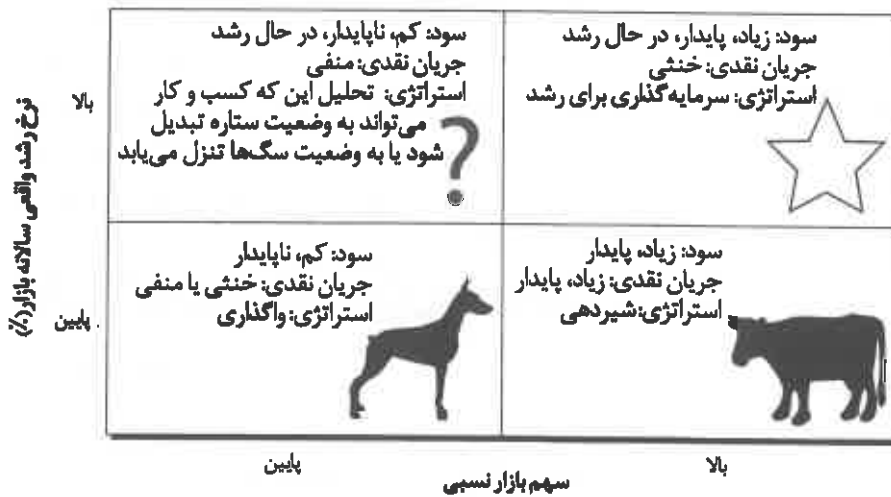 سود: زیاد، پایدار، در حال رشد
جریان نقدی: خنثی
استراتژی: سرمایه‌گذاری برای رشد
سود: کم، ناپایدار، در حال رشد
جریان نقدی: منفی
استراتژی: تحلیل این که کسب و کار
می‌تواند به وضعیت ستاره تبدیل
شود یا به وضعیت سگ‌ها تنزل می‌یابد
?
بالا
نرخ رشد واقعی سالانه بازار(%)
سود: زیاد، پایدار
جریان نقدی: زیاد، پایدار
استراتژی: شیردهی
سود: کم، ناپایدار
جریان نقدی: خنثی یا منفی
استراتژی: واگذاری
پایین
بالا
پایین
سهم بازار نسبی